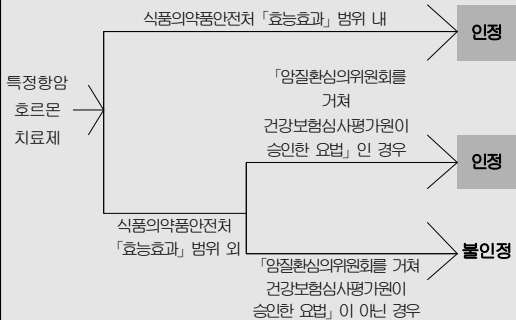 식품의약품안전처「효능효과」범위 내
인정
특정항암
호르몬
치료제
「암질환심의위원회를
거쳐
건강보험심사평가원이
승인한 요법」인 경우
인정
식품의약품안전처
「효능효과」범위 외
불인정
「암질환심의위원회를 거쳐
건강보험심사평가원이
승인한 요법」이 아닌 경우